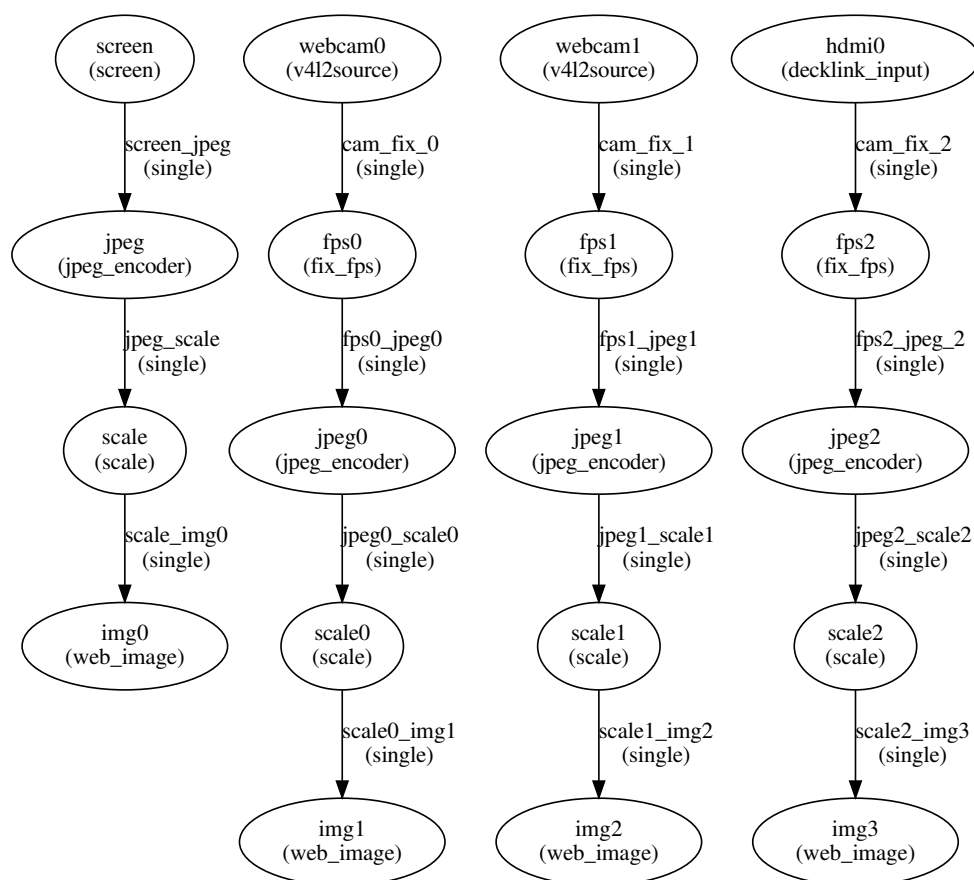 screen
(screen)
webcam0
(v4l2source)
webcam1
(v4l2source)
hdmi0
(decklink_input)
screen_jpeg
(single)
cam_fix_0
(single)
cam_fix_1
(single)
cam_fix_2
(single)
jpeg
(jpeg_encoder)
fps0
(fix_fps)
fps1
(fix_fps)
fps2
(fix_fps)
jpeg_scale
(single)
fps0_jpeg0
(single)
fps1_jpeg1
(single)
fps2_jpeg_2
(single)
scale
(scale)
jpeg0
(jpeg_encoder)
jpeg1
(jpeg_encoder)
jpeg2
(jpeg_encoder)
scale_img0
(single)
jpeg0_scale0
(single)
jpeg1_scale1
(single)
jpeg2_scale2
(single)
img0
(web_image)
scale0
(scale)
scale1
(scale)
scale2
(scale)
scale0_img1
(single)
scale1_img2
(single)
scale2_img3
(single)
img1
(web_image)
img2
(web_image)
img3
(web_image)